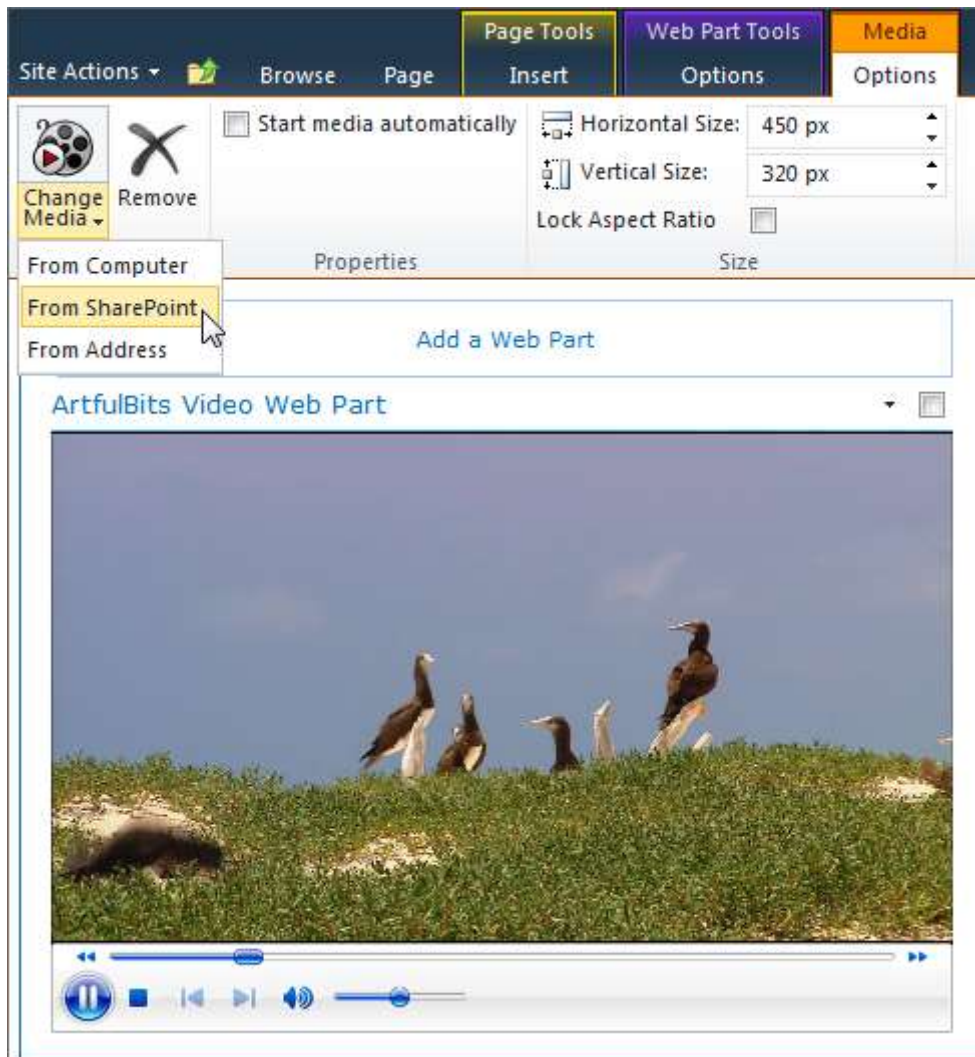 Page Tools Web Part Tools Media
Site Actions Browse Page Insert Options Options
Change Media
Remove
Start media automatically
Horizontal Size: 450 px
Vertical Size: 320 px
Lock Aspect Ratio
Properties Size
From Computer
From SharePoint
From Address
Add a Web Part
ArtfulBits Video Web Part